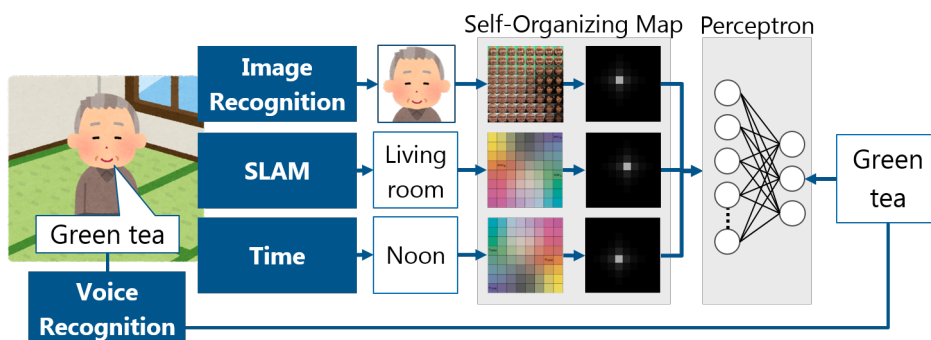 Self-Organizing Map
Perceptron
Image
Recognition
SLAM
Living
room
Green
tea
Green tea
Time
Noon
Voice
Recognition